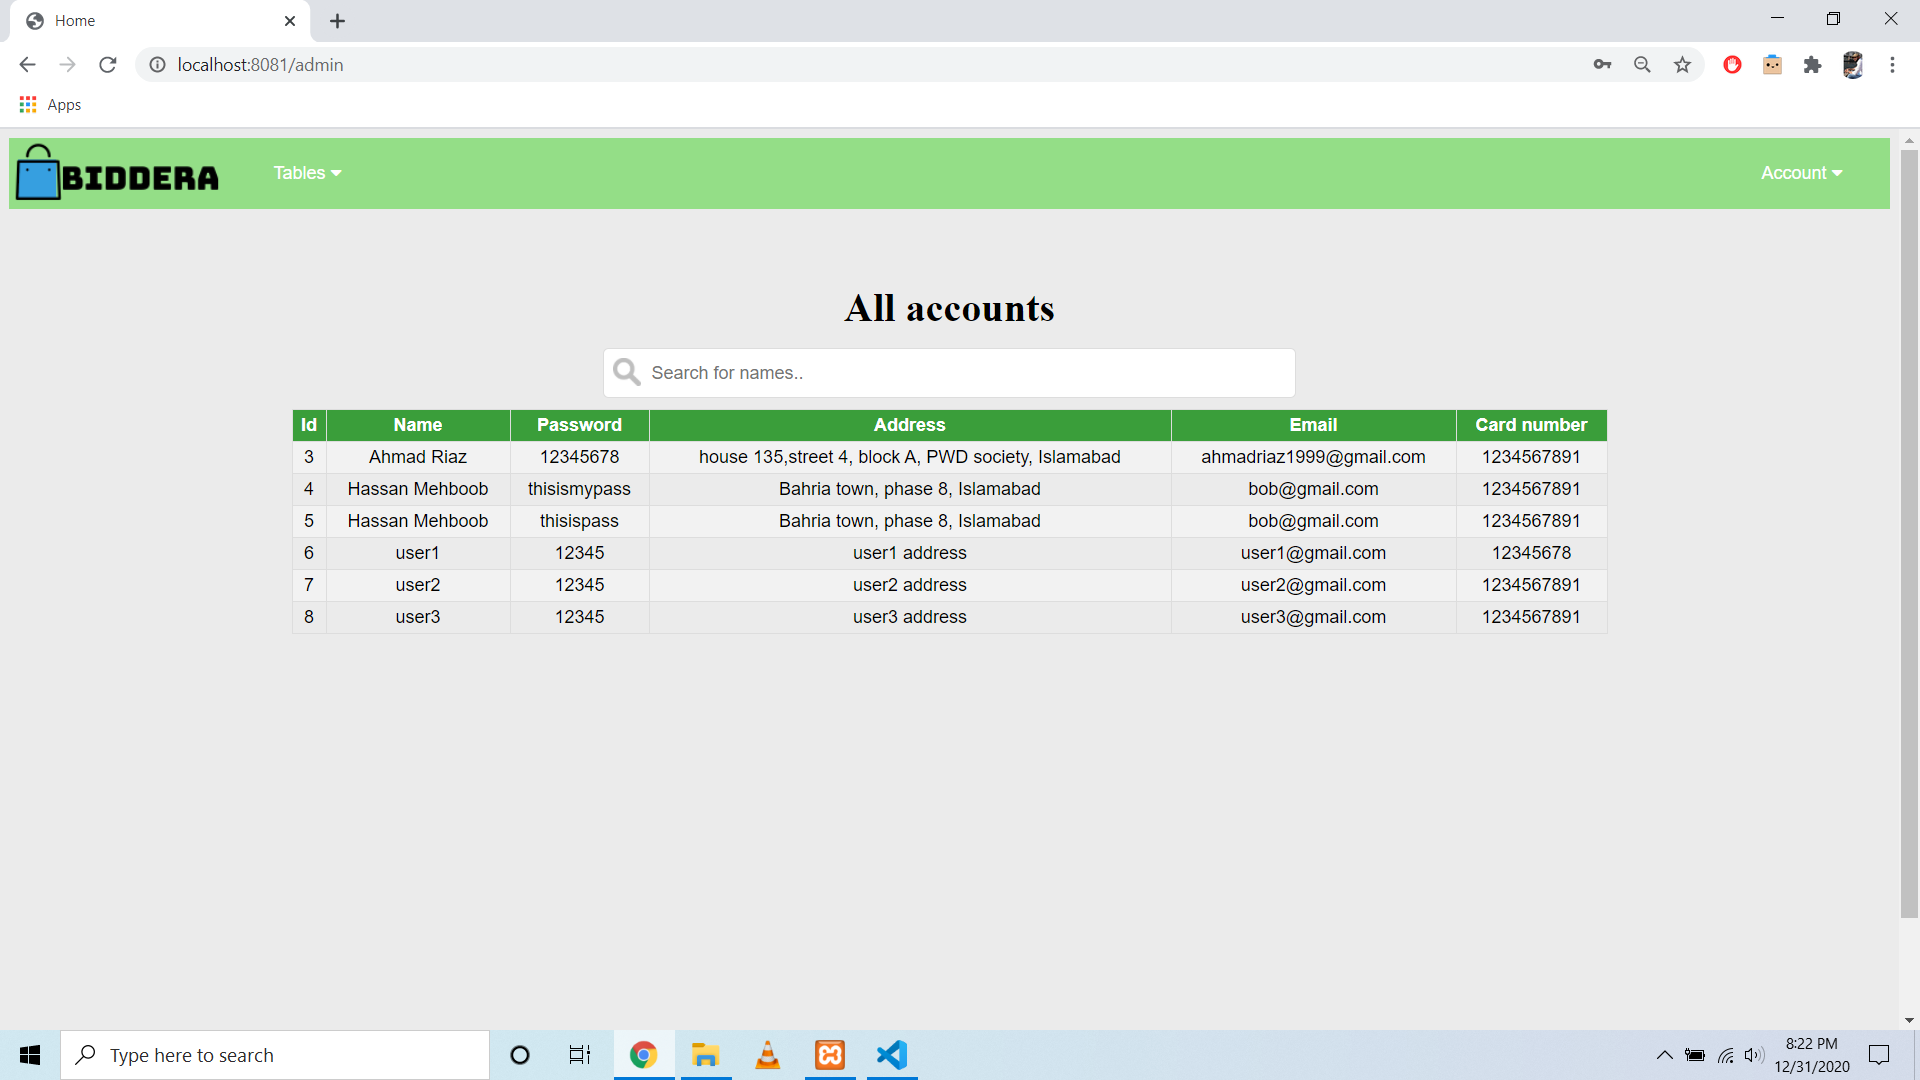 Home
localhost:8081/admin
Apps
BIDDERA Tables Account
All accounts
Search for names..
Id Name Password Address Email Card number
3 Ahmad Riaz 12345678 house 135,street 4, block A, PWD society, Islamabad ahmadriaz1999@gmail.com 1234567891
4 Hassan Mehboob thisismypass Bahria town, phase 8, Islamabad bob@gmail.com 1234567891
5 Hassan Mehboob thisispass Bahria town, phase 8, Islamabad bob@gmail.com 1234567891
6 user1 12345 user1 address user1@gmail.com 12345678
7 user2 12345 user2 address user2@gmail.com 1234567891
8 user3 12345 user3 address user3@gmail.com 1234567891
Type here to search
8:22 PM
12/31/2020